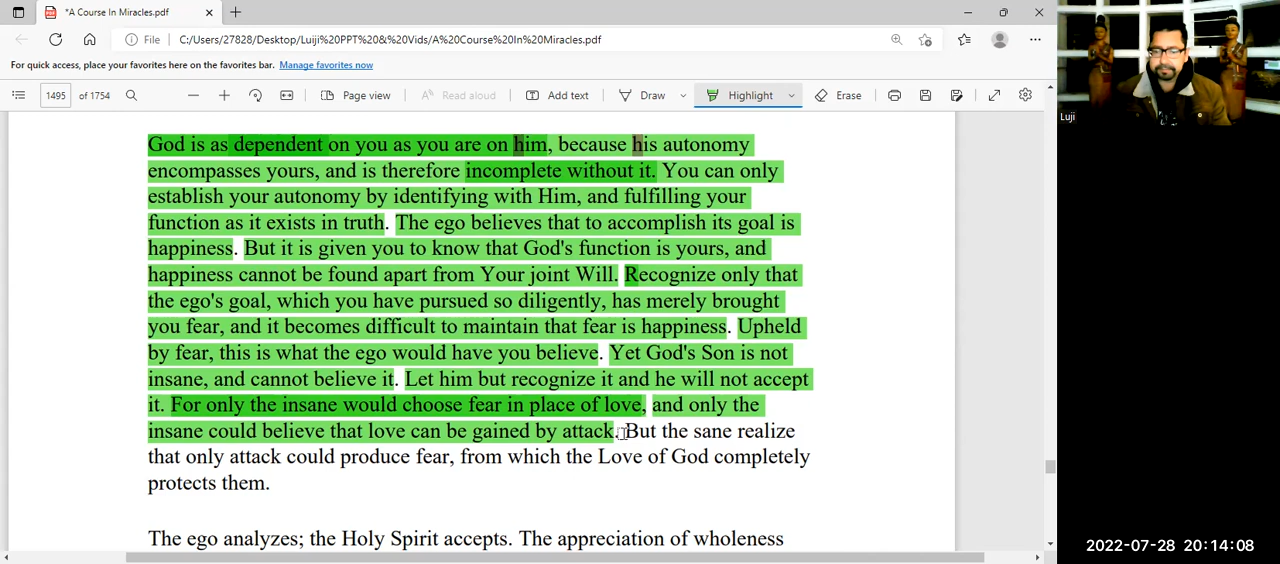 *A Course In Miracles.pdf
File C:/Users/27828/Desktop/Luiji%20PPT%20&%20Vids/A%20Course%20In%20Miracles.pdf
For quick access, place your favorites here on the favorites bar. Manage favorites now
1495 of 1754 Page view Read aloud Add text Draw Highlight Erase
God is as dependent on you as you are on him, because his autonomy
encompasses yours, and is therefore incomplete without it. You can only
establish your autonomy by identifying with Him, and fulfilling your
function as it exists in truth. The ego believes that to accomplish its goal is
happiness. But it is given you to know that God's function is yours, and
happiness cannot be found apart from Your joint Will. Recognize only that
the ego's goal, which you have pursued so diligently, has merely brought
you fear, and it becomes difficult to maintain that fear is happiness. Upheld
by fear, this is what the ego would have you believe. Yet God's Son is not
insane, and cannot believe it. Let him but recognize it and he will not accept
it. For only the insane would choose fear in place of love, and only the
insane could believe that love can be gained by attack. But the sane realize
that only attack could produce fear, from which the Love of God completely
protects them.
The ego analyzes; the Holy Spirit accepts. The appreciation of wholeness
Luji
2022-07-28 20:14:08